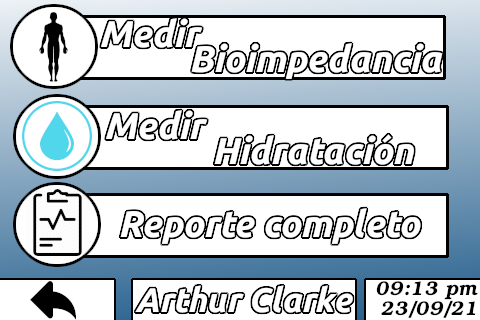 Medir
Bioimpedancia
Medir
Hidratación
Reporte completo
Arthur Clarke
09:13 pm
23/09/21